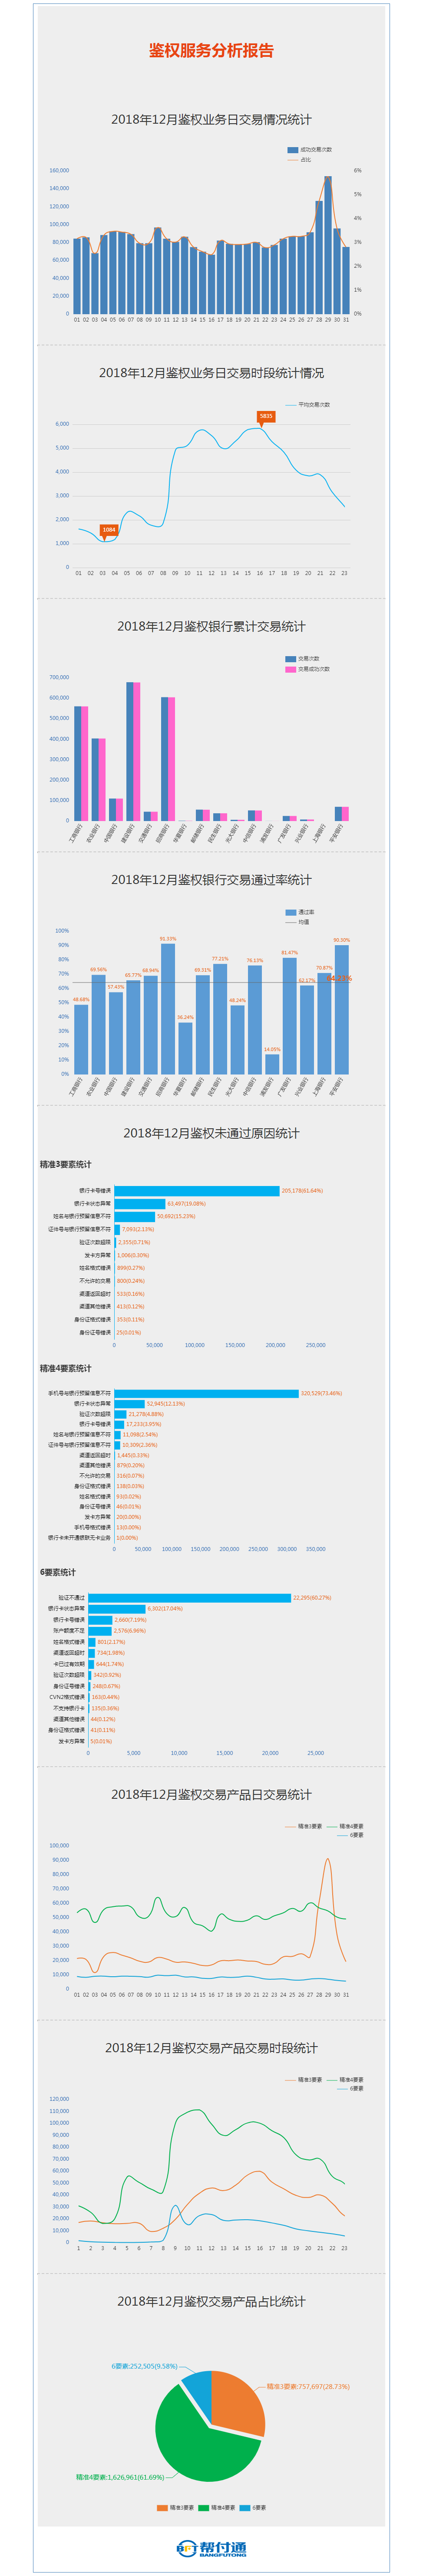 鉴权服务分析报告
2018年12月鉴权业务日交易情况统计
成功交易次数
占比
160,000
140,000
120,000
100,000
80,000
60,000
40,000
20,000
0
6%
5%
4%
3%
2%
1%
0%
01 02 03 04 05 06 07 08 09 10 11 12 13 14 15 16 17 18 19 20 21 22 23 24 25 26 27 28 29 30 31
2018年12月鉴权业务日交易时段统计情况
平均交易次数
5835
1084
6,000
5,000
4,000
3,000
2,000
1,000
0
01 02 03 04 05 06 07 08 09 10 11 12 13 14 15 16 17 18 19 20 21 22 23
2018年12月鉴权银行累计交易统计
交易次数
交易成功次数
700,000
600,000
500,000
400,000
300,000
200,000
100,000
0
工商银行 农业银行 中国银行 建设银行 交通银行 招商银行 华夏银行 邮储银行 民生银行 光大银行 中信银行 浦发银行 广发银行 兴业银行 上海银行 平安银行
2018年12月鉴权银行交易通过率统计
通过率
均值
100%
90%
80%
70%
60%
50%
40%
30%
20%
10%
0%
48.68% 69.56% 57.43% 65.77% 68.94% 91.33% 36.24% 69.31% 77.21% 48.24% 76.13% 14.05% 81.47% 62.17% 70.87% 90.30%
工商银行 农业银行 中国银行 建设银行 交通银行 招商银行 华夏银行 邮储银行 民生银行 光大银行 中信银行 浦发银行 广发银行 兴业银行 上海银行 平安银行
2018年12月鉴权未通过原因统计
精准3要素统计
银行卡号错误 205,178(61.64%)
银行卡状态异常 63,497(19.08%)
姓名与银行预留信息不符 50,692(15.23%)
证件号与银行预留信息不符 7,093(2.13%)
验证次数超限 2,355(0.71%)
发卡方异常 1,006(0.30%)
姓名格式错误 899(0.27%)
不允许的交易 800(0.24%)
渠道返回超时 533(0.16%)
渠道其他错误 413(0.12%)
身份证格式错误 353(0.11%)
身份证号错误 25(0.01%)
0 50,000 100,000 150,000 200,000 250,000
精准4要素统计
手机号与银行预留信息不符 320,529(73.46%)
银行卡状态异常 52,945(12.13%)
验证次数超限 21,278(4.88%)
银行卡号错误 17,233(3.95%)
姓名与银行预留信息不符 11,098(2.54%)
证件号与银行预留信息不符 10,309(2.36%)
渠道返回超时 1,445(0.33%)
渠道其他错误 879(0.20%)
不允许的交易 316(0.07%)
身份证格式错误 138(0.03%)
姓名格式错误 93(0.02%)
身份证号错误 46(0.01%)
发卡方异常 20(0.00%)
手机号格式错误 13(0.00%)
银行卡未开通银联无卡业务 1(0.00%)
0 50,000 100,000 150,000 200,000 250,000 300,000 350,000
6要素统计
验证不通过 22,295(60.27%)
银行卡状态异常 6,302(17.04%)
银行卡号错误 2,660(7.19%)
账户额度不足 2,576(6.96%)
姓名格式错误 801(2.17%)
渠道返回超时 734(1.98%)
卡已过有效期 644(1.74%)
验证次数超限 342(0.92%)
身份证号错误 248(0.67%)
CVN2格式错误 163(0.44%)
不支持银行卡 135(0.36%)
渠道其他错误 44(0.12%)
身份证格式错误 41(0.11%)
发卡方异常 5(0.01%)
0 5,000 10,000 15,000 20,000 25,000
2018年12月鉴权交易产品日交易统计
精准3要素 精准4要素
6要素
100,000
90,000
80,000
70,000
60,000
50,000
40,000
30,000
20,000
10,000
0
01 02 03 04 05 06 07 08 09 10 11 12 13 14 15 16 17 18 19 20 21 22 23 24 25 26 27 28 29 30 31
2018年12月鉴权交易产品交易时段统计
精准3要素 精准4要素
6要素
120,000
110,000
100,000
90,000
80,000
70,000
60,000
50,000
40,000
30,000
20,000
10,000
0
1 2 3 4 5 6 7 8 9 10 11 12 13 14 15 16 17 18 19 20 21 22 23
2018年12月鉴权交易产品占比统计
6要素:252,505(9.58%)
精准3要素:757,697(28.73%)
精准4要素:1,626,961(61.69%)
精准3要素 精准4要素 6要素
BFT 帮付通
BANGFUTONG